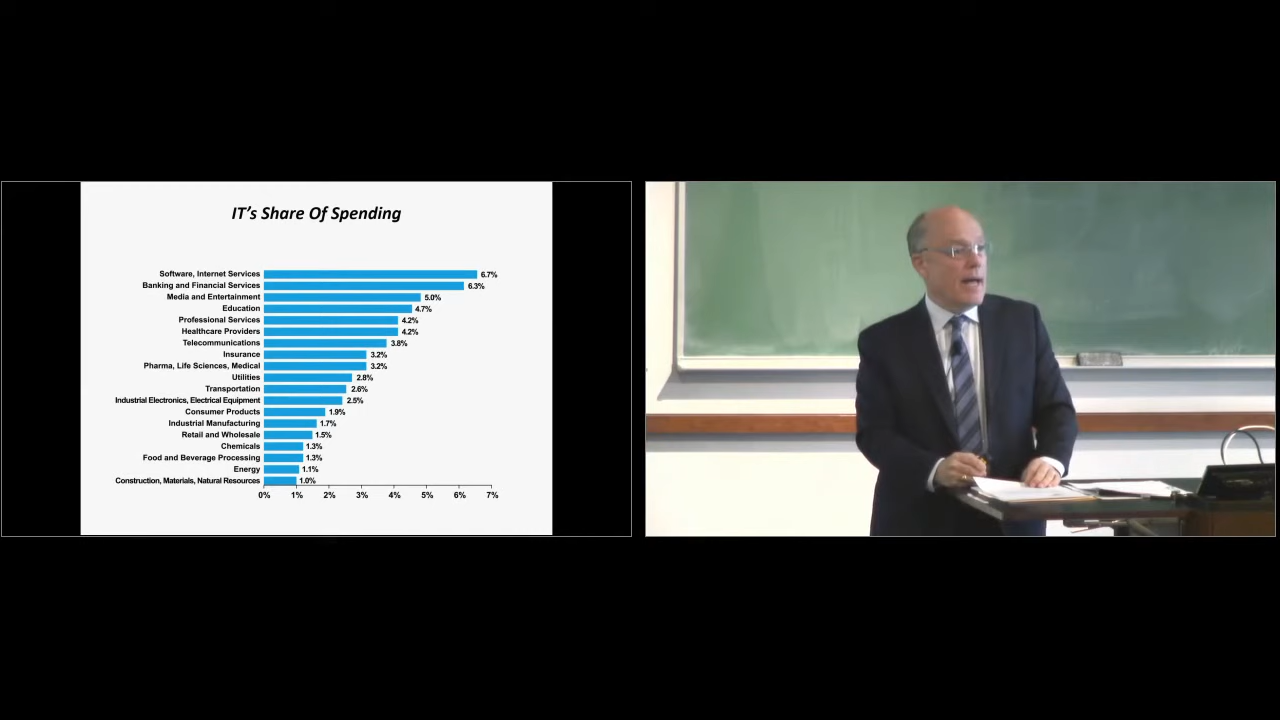 IT's Share Of Spending
Software, Internet Services 6.7%
Banking and Financial Services 6.3%
Media and Entertainment 5.0%
Education 4.7%
Professional Services 4.2%
Healthcare Providers 4.2%
Telecommunications 3.8%
Insurance 3.2%
Pharma, Life Sciences, Medical 3.2%
Utilities 2.8%
Transportation 2.6%
Industrial Electronics, Electrical Equipment 2.5%
Consumer Products 1.9%
Industrial Manufacturing 1.7%
Retail and Wholesale 1.5%
Chemicals 1.3%
Food and Beverage Processing 1.3%
Energy 1.1%
Construction, Materials, Natural Resources 1.0%
0% 1% 2% 3% 4% 5% 6% 7%